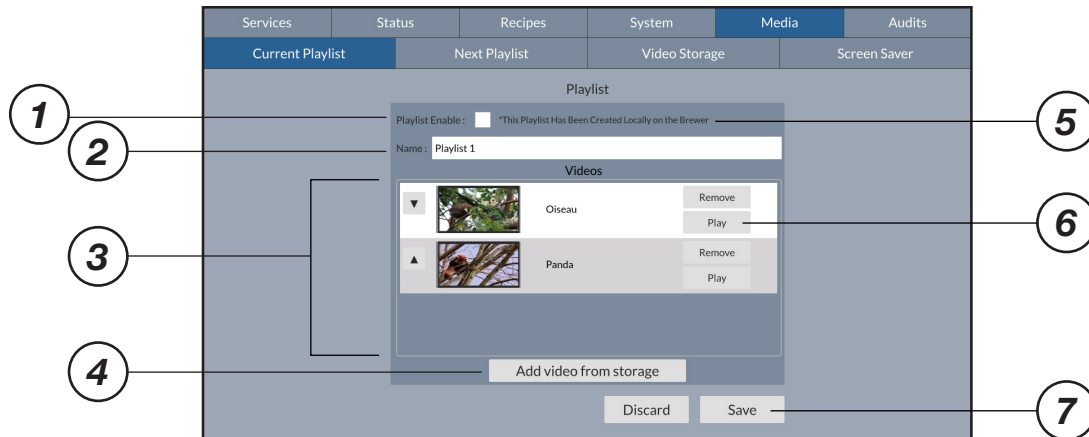 Services Status Recipes System Media Audits
Current Playlist Next Playlist Video Storage Screen Saver
Playlist
1 Playlist Enable : *This Playlist Has Been Created Locally on the Brewer 5
2 Name : Playlist 1
Videos
3
▼ Oiseau Remove
Play 6
▲ Panda Remove
Play
4 Add video from storage
Discard Save 7